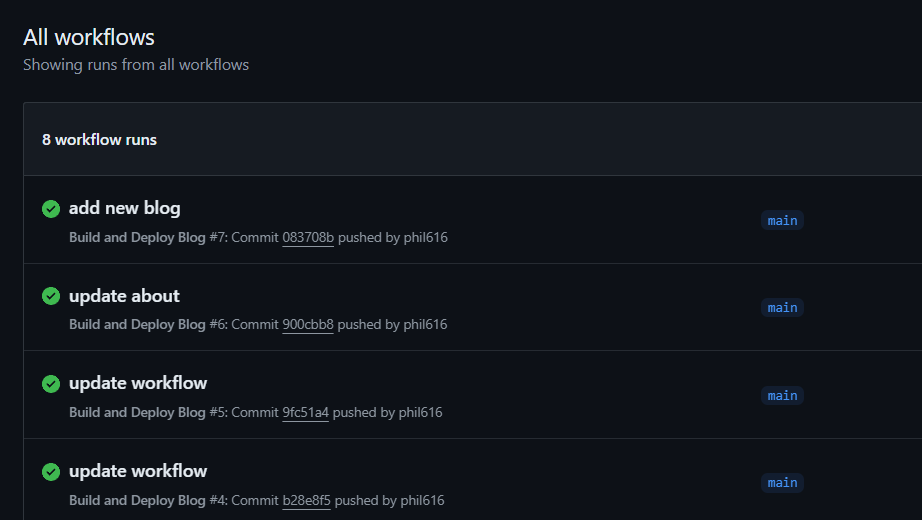 All workflows
Showing runs from all workflows
8 workflow runs
add new blog
main
Build and Deploy Blog #7: Commit 083708b pushed by phil616
update about
main
Build and Deploy Blog #6: Commit 900cbb8 pushed by phil616
update workflow
main
Build and Deploy Blog #5: Commit 9fc51a4 pushed by phil616
update workflow
main
Build and Deploy Blog #4: Commit b28e8f5 pushed by phil616